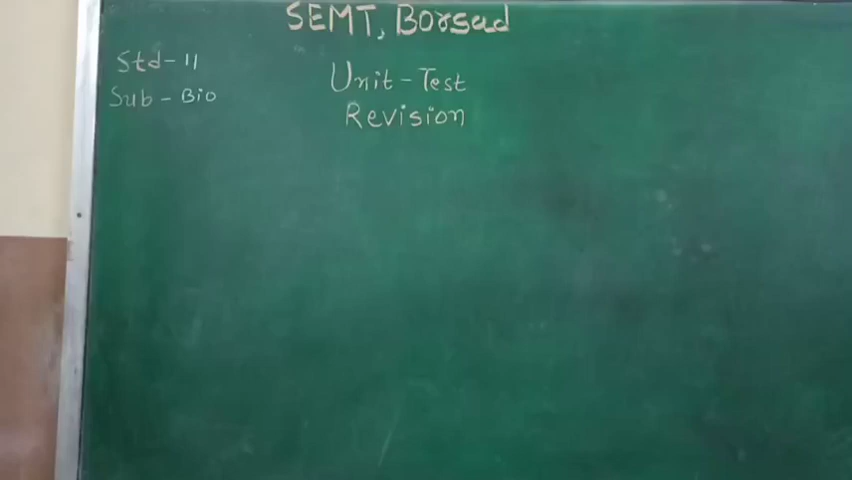 SEMT, Borsad
Std-11
Sub - Bio
Unit - Test
Revision